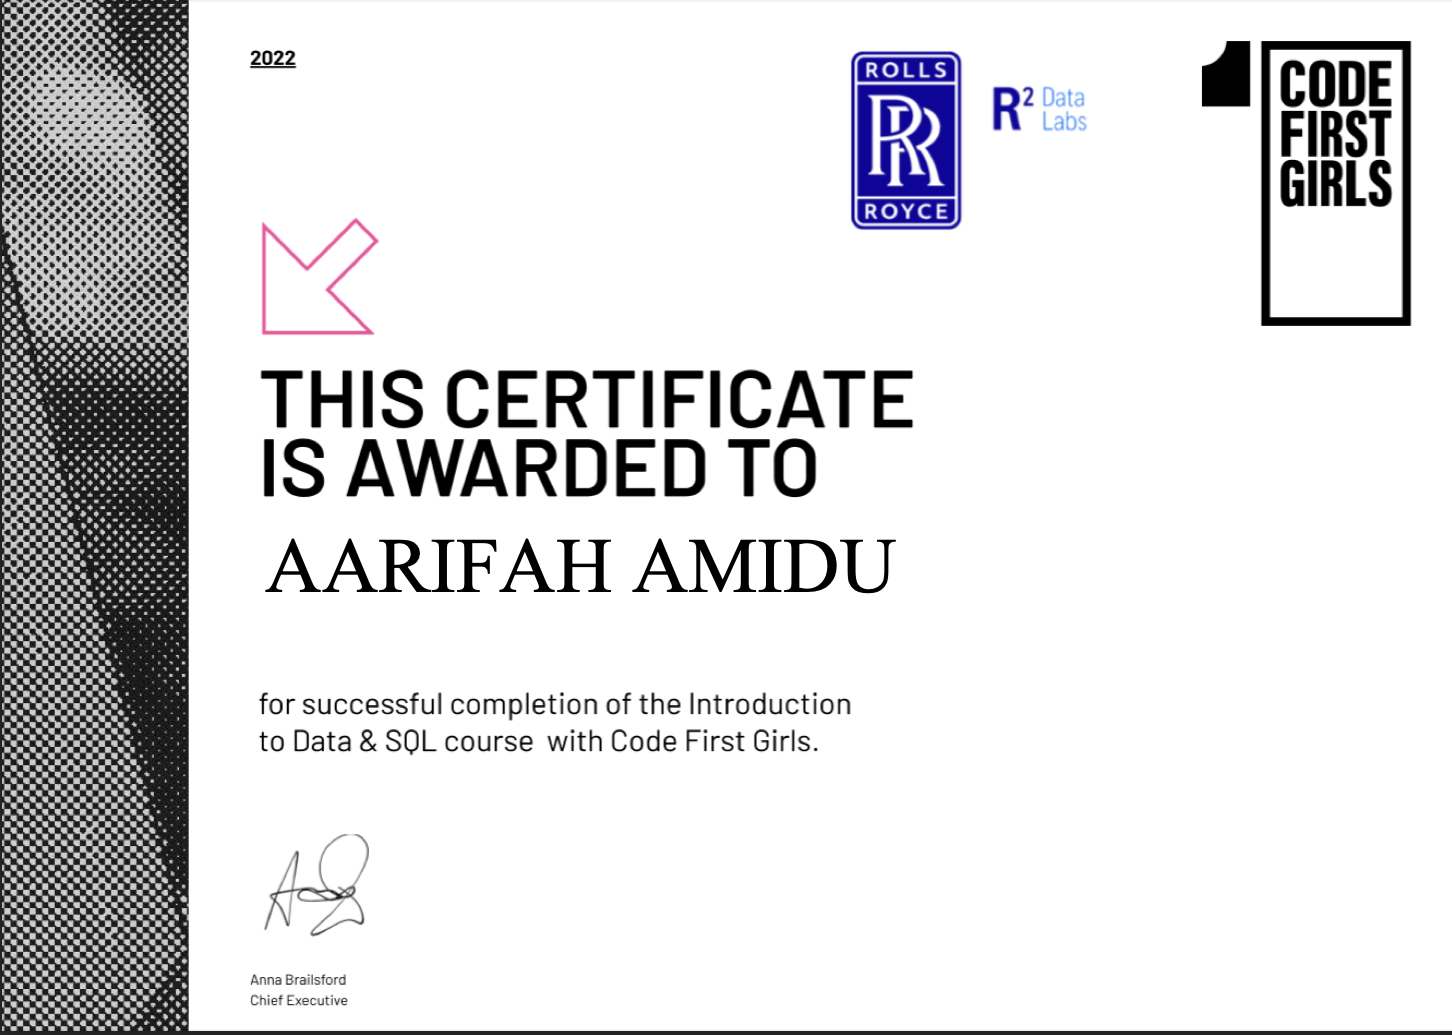 2022
ROLLS
RR
ROYCE
R² Data
Labs
CODE
FIRST
GIRLS
THIS CERTIFICATE
IS AWARDED TO
AARIFAH AMIDU
for successful completion of the Introduction
to Data & SQL course with Code First Girls.
Anna Brailsford
Chief Executive